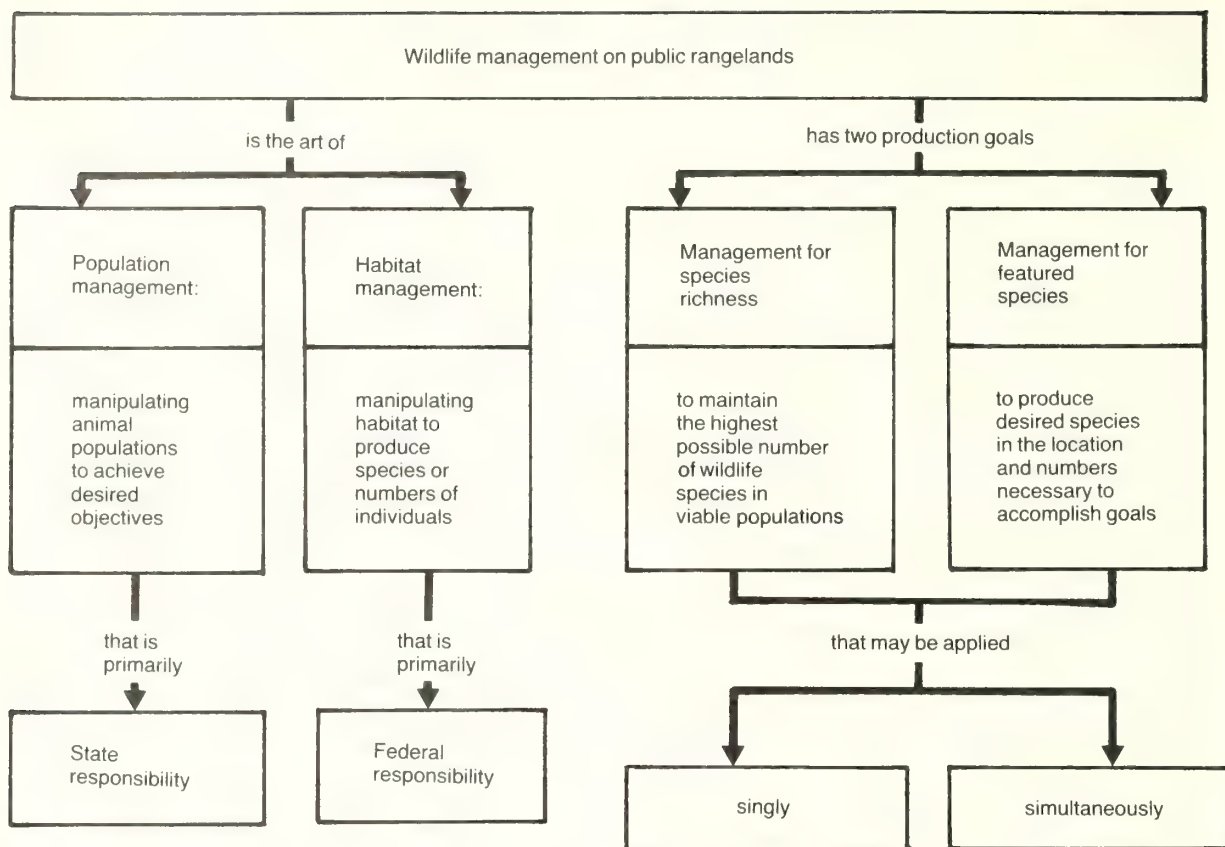 Wildlife management on public rangelands
is the art of
has two production goals
Population
management:
manipulating
animal
populations
to achieve
desired
objectives
Habitat
management:
manipulating
habitat to
produce
species or
numbers of
individuals
Management for
species
richness
to maintain
the highest
possible number
of wildlife
species in
viable populations
Management for
featured
species
to produce
desired species
in the location
and numbers
necessary to
accomplish goals
that is
primarily
that is
primarily
that may be applied
State
responsibility
Federal
responsibility
singly
simultaneously